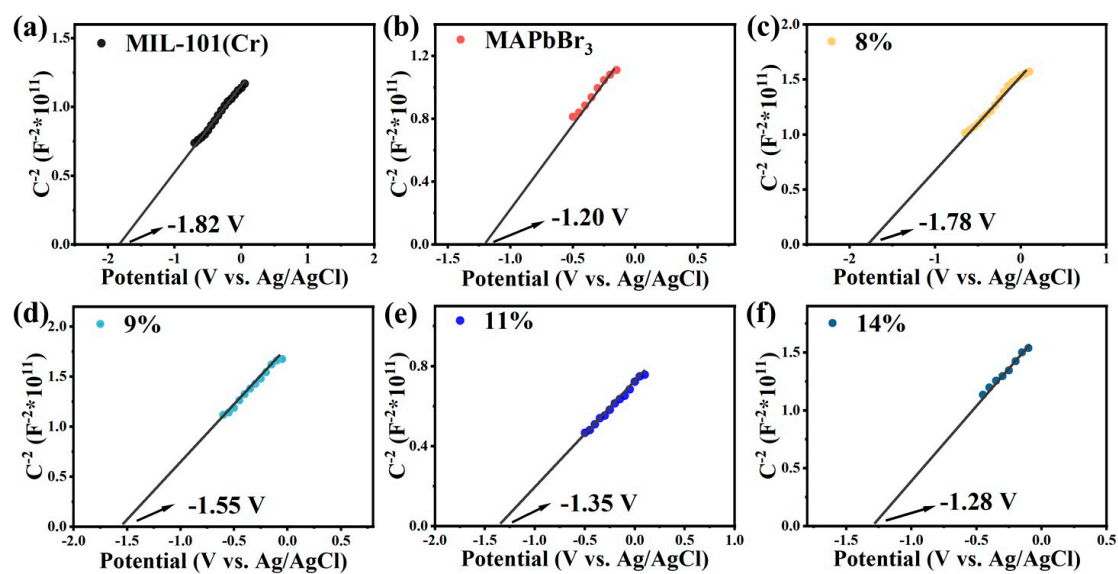 (a)
MIL-101(Cr)
1.5
1.0
0.5
0.0
C⁻² (F⁻²*10¹¹)
-1.82 V
-2
-1
0
1
2
Potential (V vs. Ag/AgCl)
(b)
MAPbBr₃
1.2
0.8
0.4
0.0
C⁻² (F⁻²*10¹¹)
-1.20 V
-1.5
-1.0
-0.5
0.0
0.5
Potential (V vs. Ag/AgCl)
(c)
8%
2.0
1.5
1.0
0.5
0.0
C⁻² (F⁻²*10¹¹)
-1.78 V
-2
-1
0
1
Potential (V vs. Ag/AgCl)
(d)
9%
2.0
1.5
1.0
0.5
0.0
C⁻² (F⁻²*10¹¹)
-1.55 V
-2.0
-1.5
-1.0
-0.5
0.0
0.5
Potential (V vs. Ag/AgCl)
(e)
11%
0.8
0.4
0.0
C⁻² (F⁻²*10¹¹)
-1.35 V
-2.0
-1.5
-1.0
-0.5
0.0
0.5
1.0
Potential (V vs. Ag/AgCl)
(f)
14%
1.5
1.0
0.5
0.0
C⁻² (F⁻²*10¹¹)
-1.28 V
-1.5
-1.0
-0.5
0.0
0.5
Potential (V vs. Ag/AgCl)